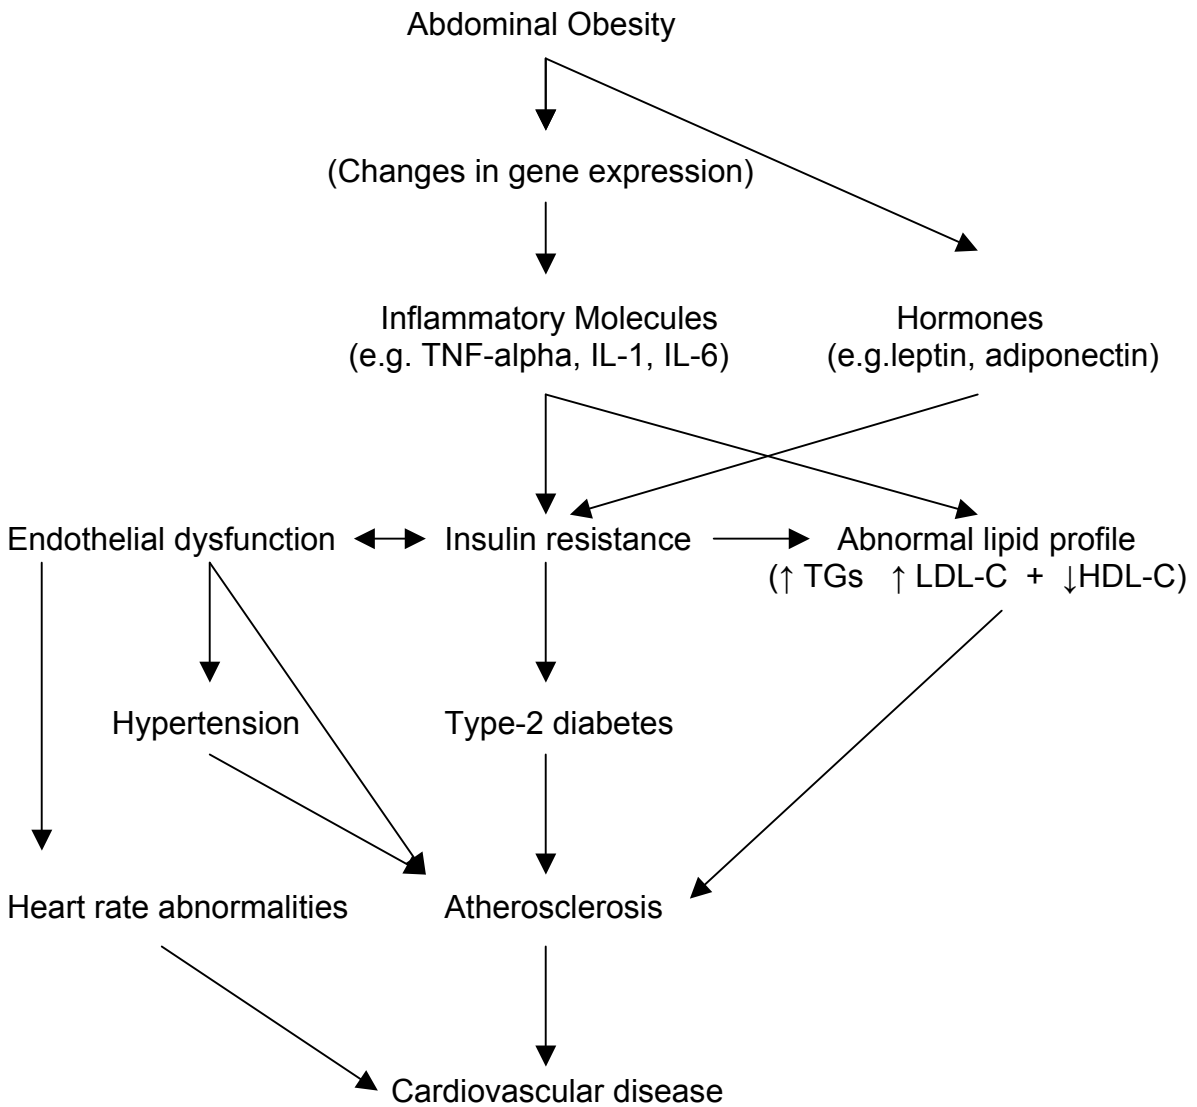 Abdominal Obesity
(Changes in gene expression)
Inflammatory Molecules
(e.g. TNF-alpha, IL-1, IL-6)
Hormones
(e.g.leptin, adiponectin)
Endothelial dysfunction
Insulin resistance
Abnormal lipid profile
(↑ TGs ↑ LDL-C + ↓HDL-C)
Hypertension
Type-2 diabetes
Heart rate abnormalities
Atherosclerosis
Cardiovascular disease